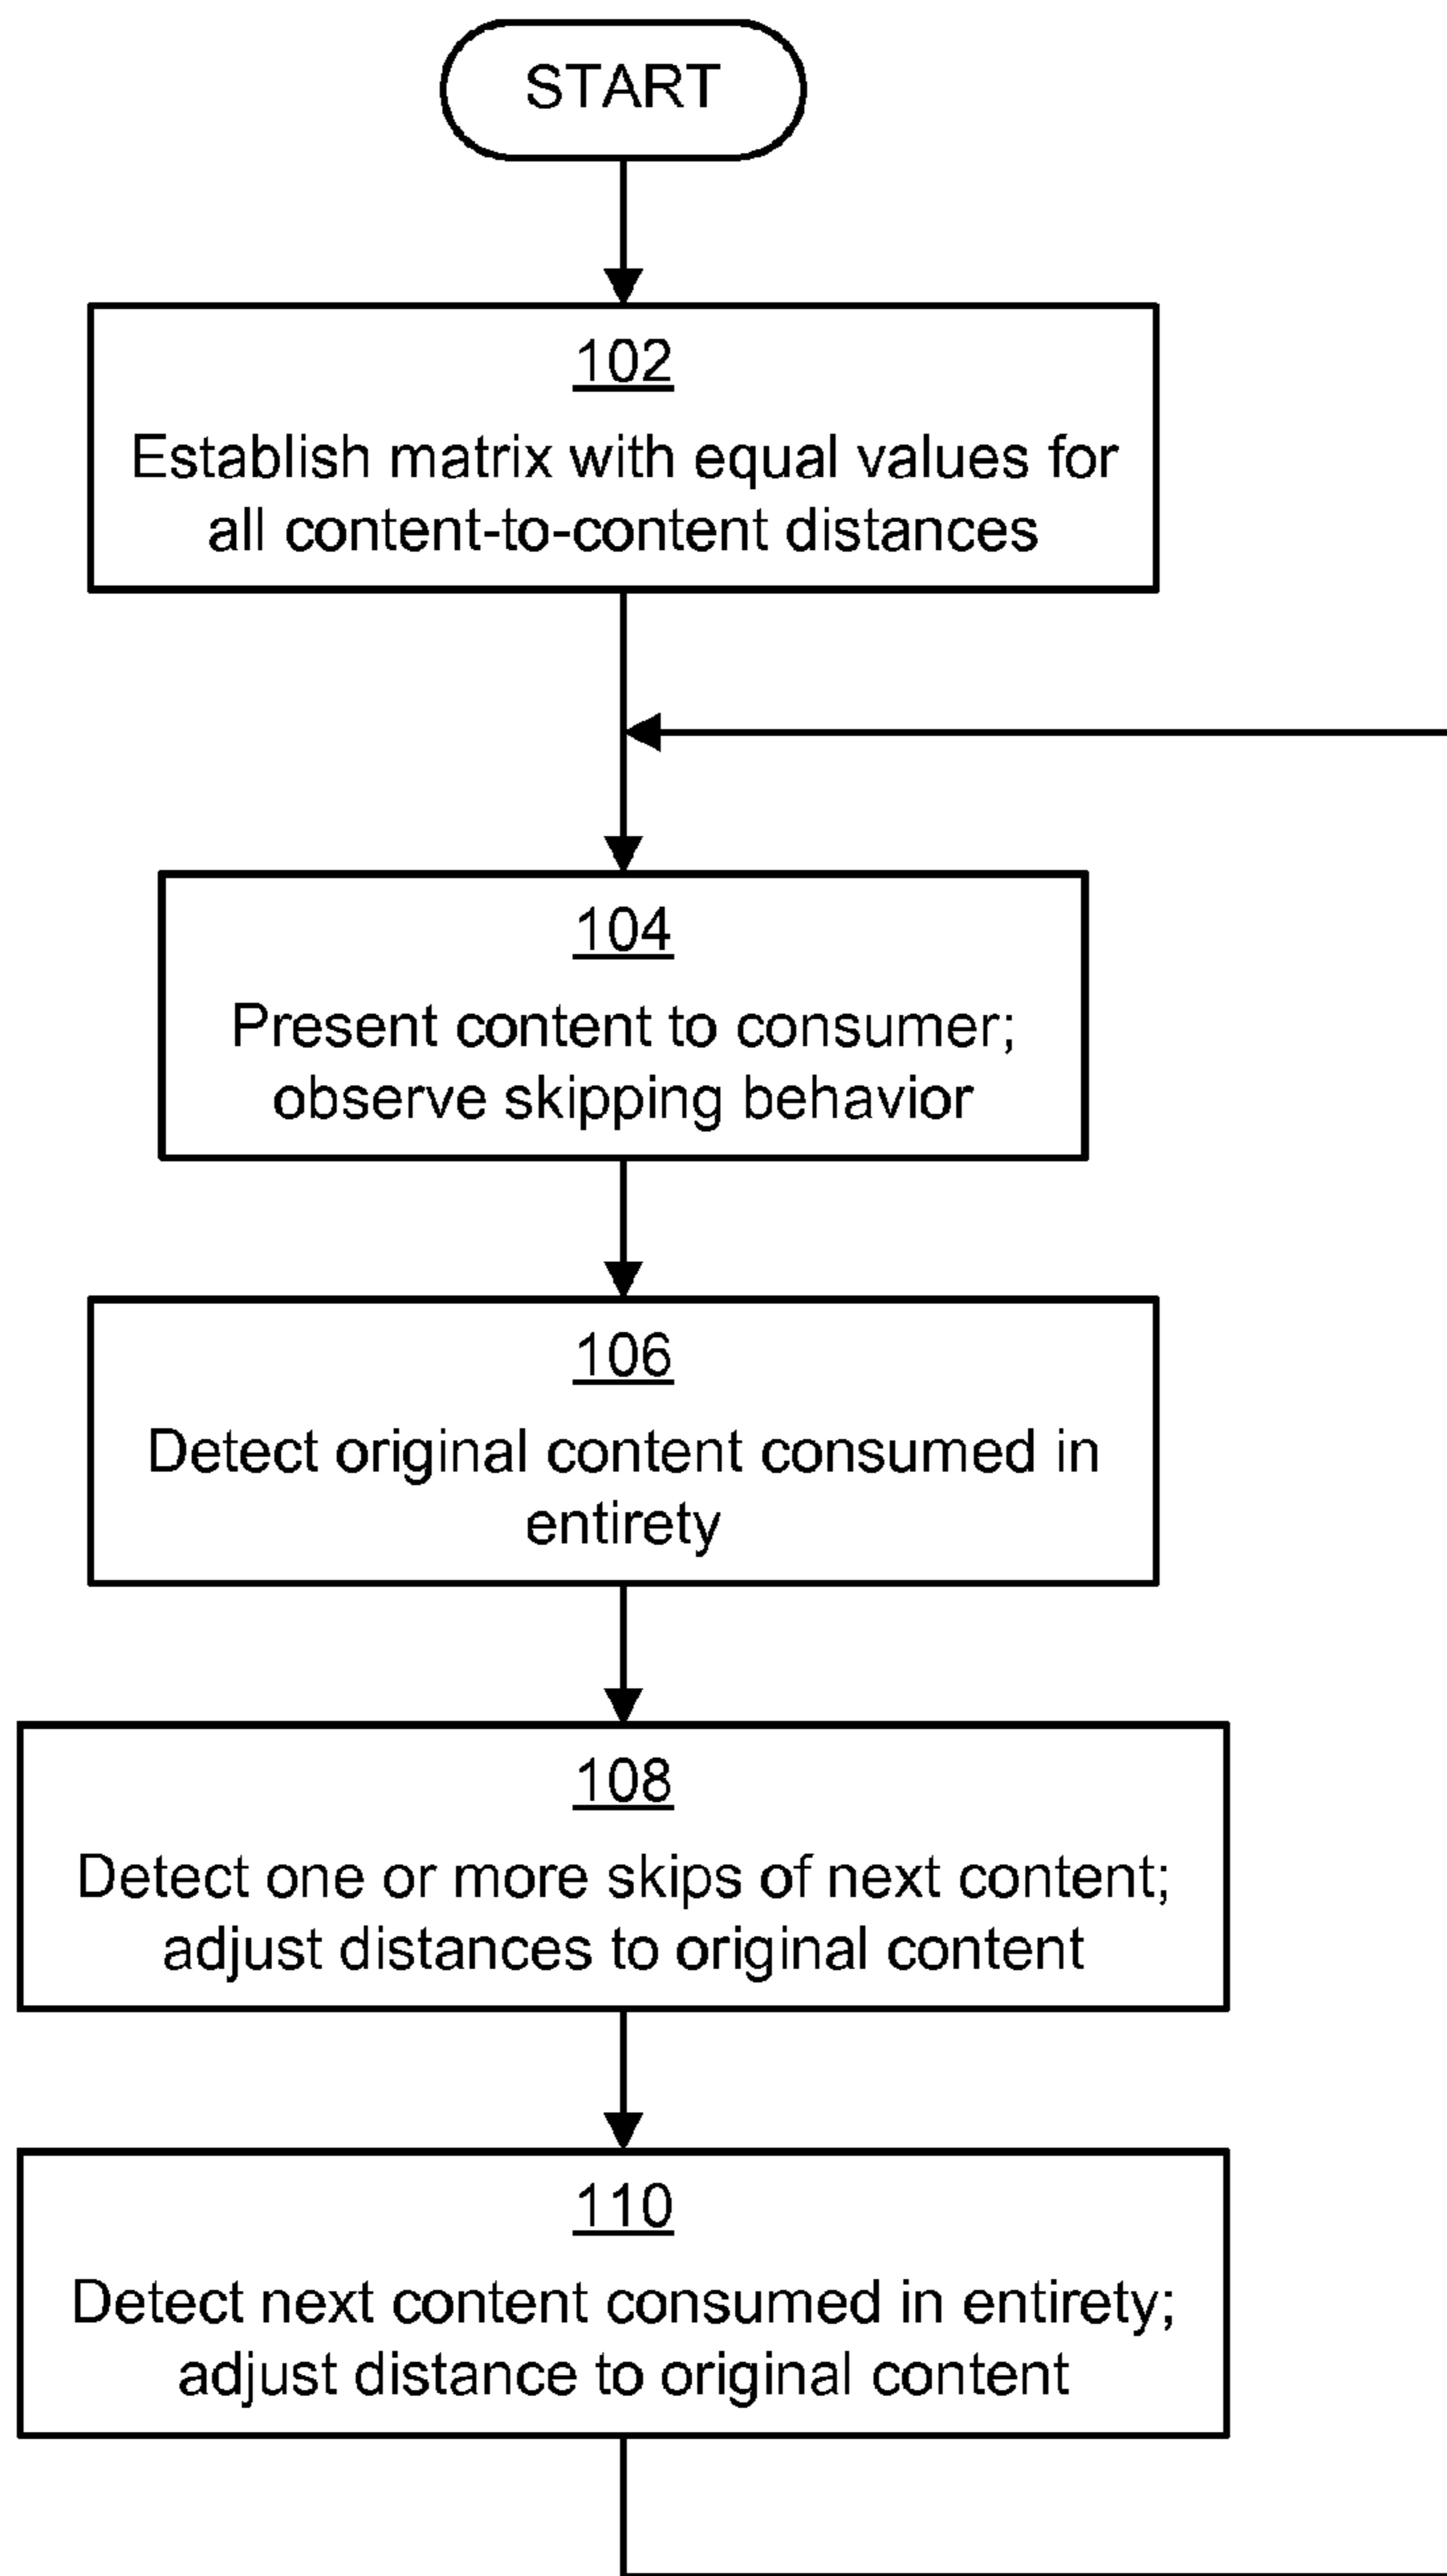 START
102
Establish matrix with equal values for
all content-to-content distances
104
Present content to consumer;
observe skipping behavior
106
Detect original content consumed in
entirety
108
Detect one or more skips of next content;
adjust distances to original content
110
Detect next content consumed in entirety;
adjust distance to original content